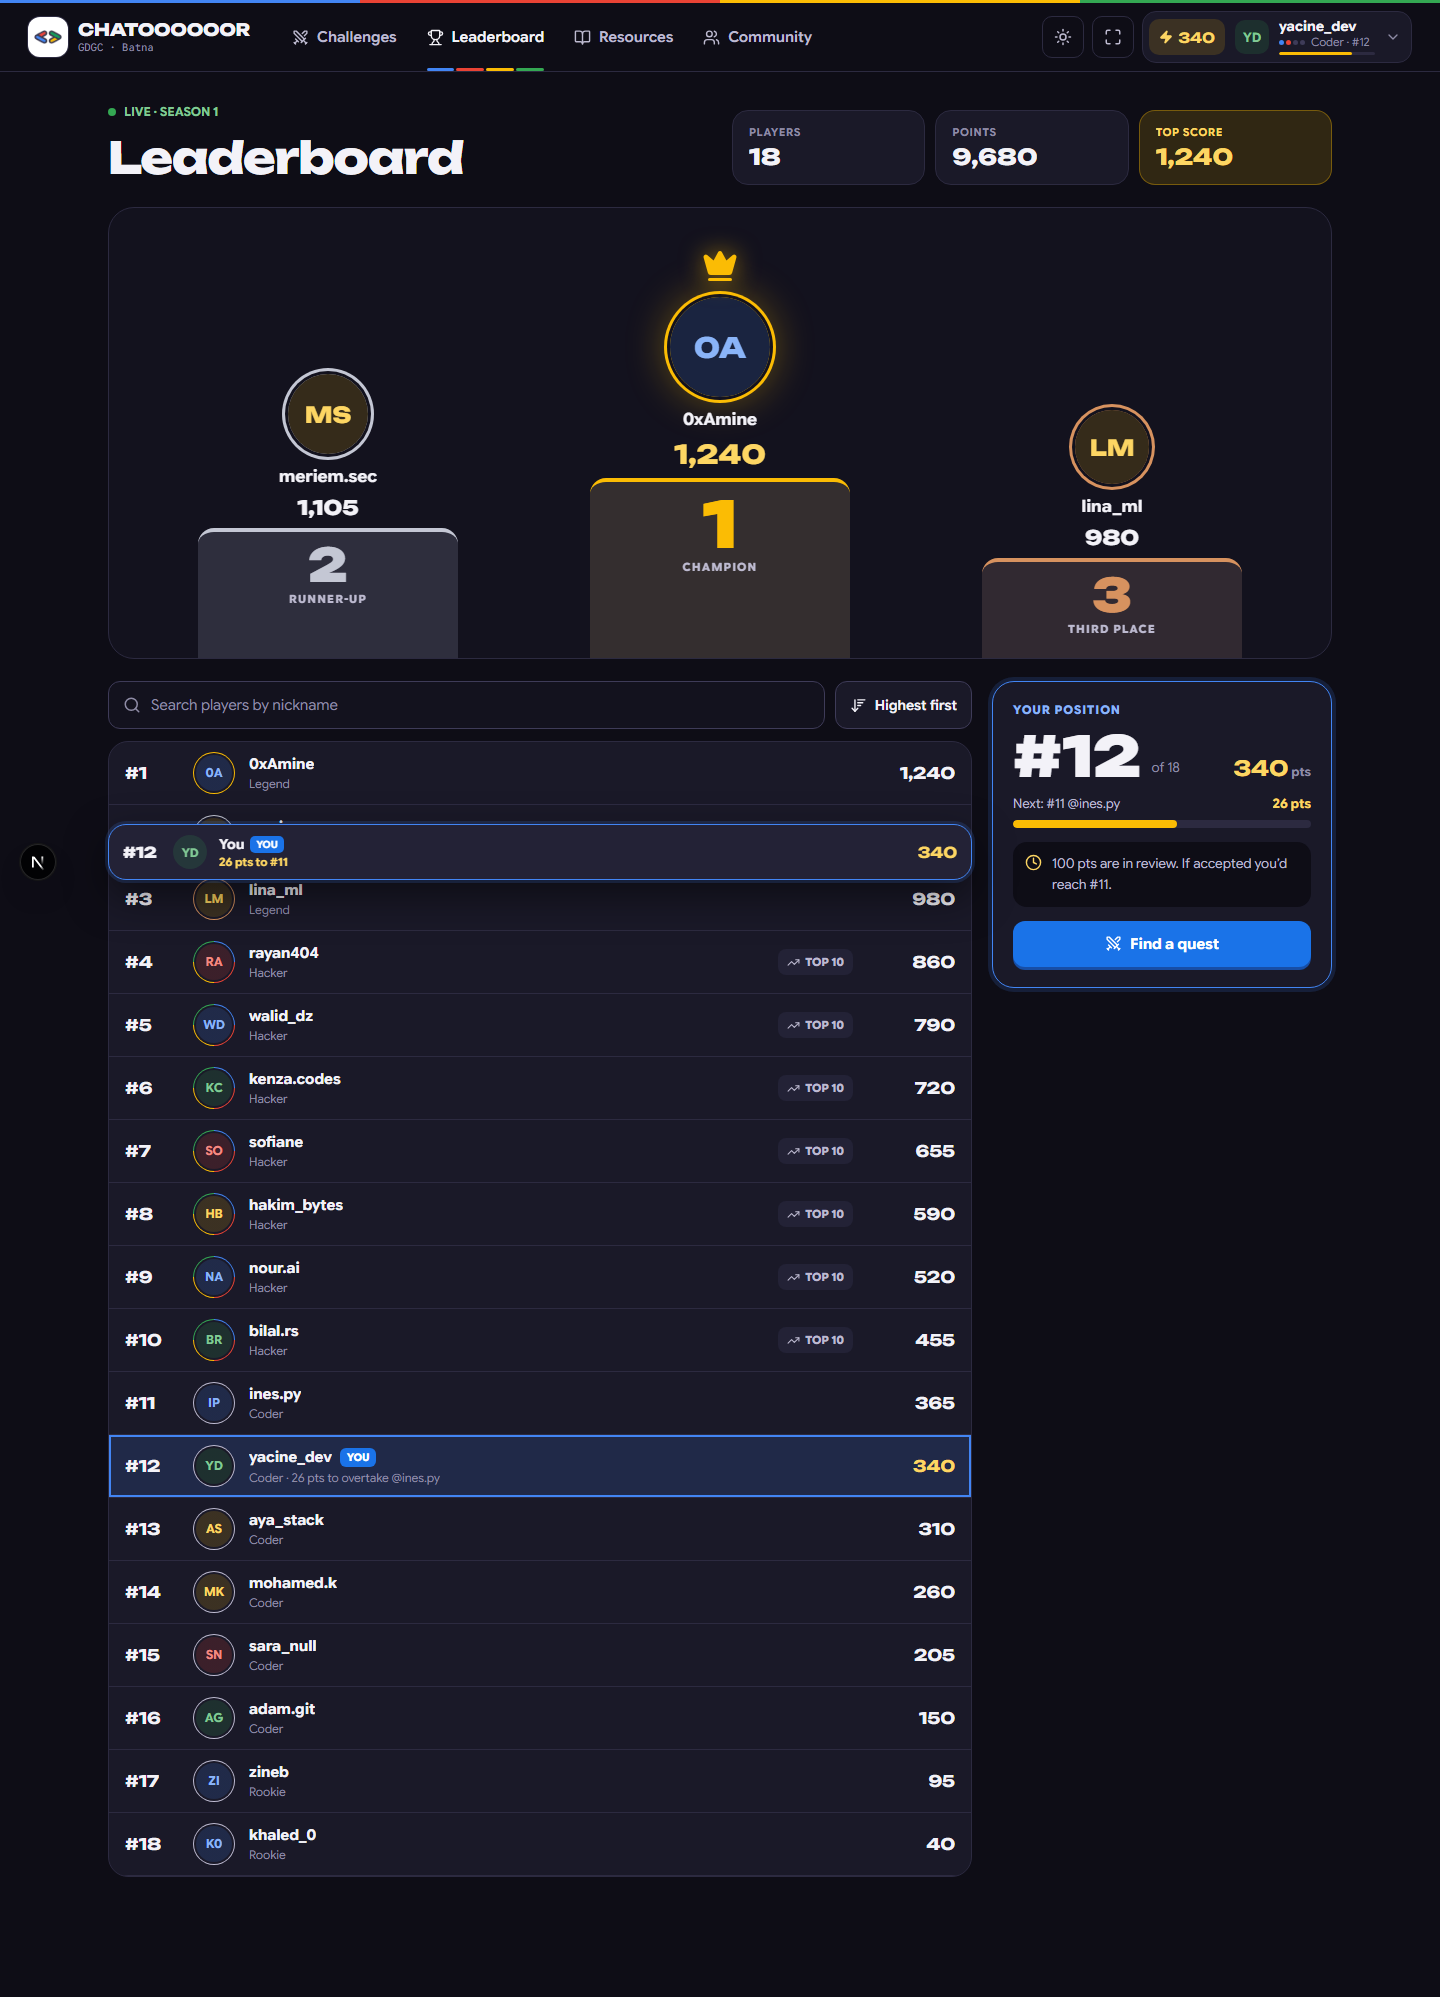 CHATOOOOOOR
GDGC · Batna
Challenges
Leaderboard
Resources
Community
340
YD
yacine_dev
Coder · #12
LIVE · SEASON 1
Leaderboard
PLAYERS
18
POINTS
9,680
TOP SCORE
1,240
OA
0xAmine
1,240
1
CHAMPION
MS
meriem.sec
1,105
2
RUNNER-UP
LM
lina_ml
980
3
THIRD PLACE
Search players by nickname
Highest first
#1
0A
0xAmine
Legend
1,240
#12
YD
You YOU
26 pts to #11
340
#3
LM
lina_ml
Legend
980
#4
RA
rayan404
Hacker
TOP 10
860
#5
WD
walid_dz
Hacker
TOP 10
790
#6
KC
kenza.codes
Hacker
TOP 10
720
#7
SO
sofiane
Hacker
TOP 10
655
#8
HB
hakim_bytes
Hacker
TOP 10
590
#9
NA
nour.ai
Hacker
TOP 10
520
#10
BR
bilal.rs
Hacker
TOP 10
455
#11
IP
ines.py
Coder
365
#12
YD
yacine_dev YOU
Coder · 26 pts to overtake @ines.py
340
#13
AS
aya_stack
Coder
310
#14
MK
mohamed.k
Coder
260
#15
SN
sara_null
Coder
205
#16
AG
adam.git
Coder
150
#17
ZI
zineb
Rookie
95
#18
K0
khaled_0
Rookie
40
YOUR POSITION
#12 of 18
340 pts
Next: #11 @ines.py
26 pts
100 pts are in review. If accepted you'd
reach #11.
Find a quest
N